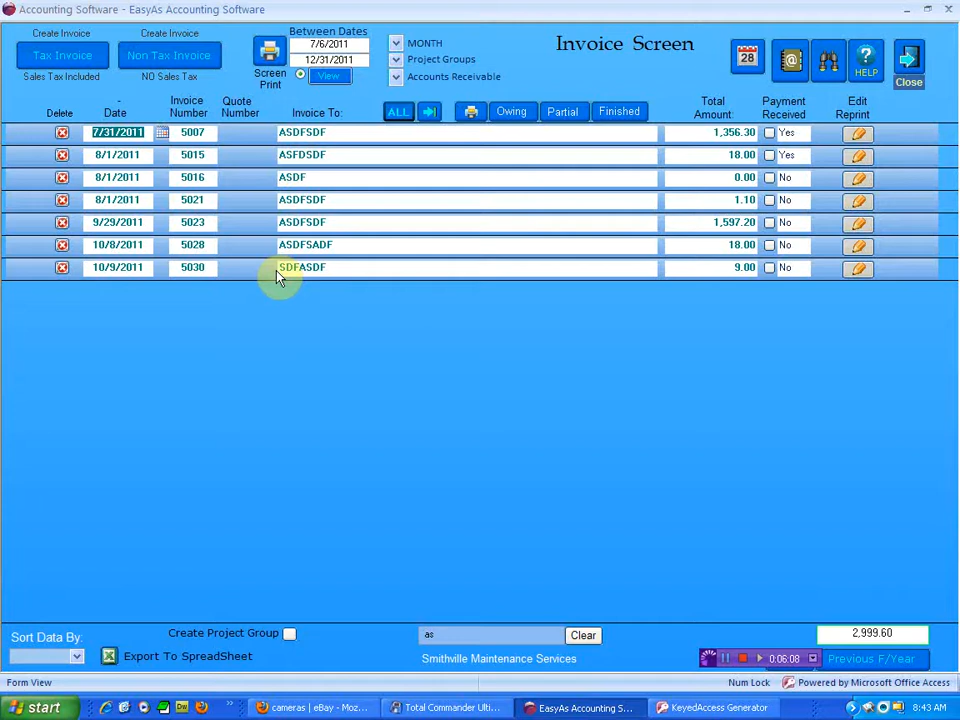 Accounting Software - EasyAs Accounting Software
Create Invoice
Create Invoice
Tax Invoice
Non Tax Invoice
Sales Tax Included
NO Sales Tax
Screen
Print
Between Dates
7/6/2011
12/31/2011
View
MONTH
Project Groups
Accounts Receivable
Invoice Screen
28
HELP
Close
Delete
-
Date
Invoice
Number
Quote
Number
Invoice To:
ALL
Owing
Partial
Finished
Total
Amount:
Payment
Received
Edit
Reprint
7/31/2011 5007 ASDFSDF 1,356.30 Yes
8/1/2011 5015 ASFDSDF 18.00 Yes
8/1/2011 5016 ASDF 0.00 No
8/1/2011 5021 ASDFSDF 1.10 No
9/29/2011 5023 ASDFSDF 1,597.20 No
10/8/2011 5028 ASDFSADF 18.00 No
10/9/2011 5030 SDFASDF 9.00 No
Sort Data By:
Create Project Group
Export To SpreadSheet
as
Clear
Smithville Maintenance Services
2,999.60
0:06:08
Previous F/Year
Form View
Num Lock
Powered by Microsoft Office Access
start
cameras | eBay - Moz...
Total Commander Ulti...
EasyAs Accounting S...
KeyedAccess Generator
8:43 AM